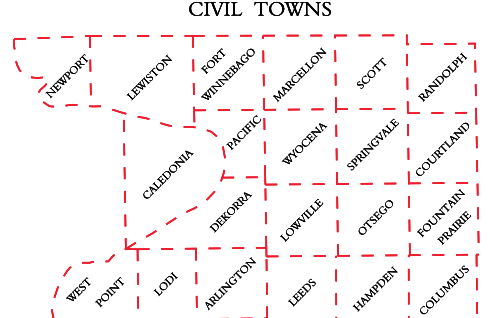 CIVIL TOWNS
NEWPORT
LEWISTON
FORT
WINNEBAGO
MARCELLON
SCOTT
RANDOLPH
CALEDONIA
PACIFIC
WYOCENA
SPRINGVALE
COURTLAND
DEKORRA
LOWVILLE
OTSEGO
FOUNTAIN
PRAIRIE
WEST
POINT
LODI
ARLINGTON
LEEDS
HAMPDEN
COLUMBUS